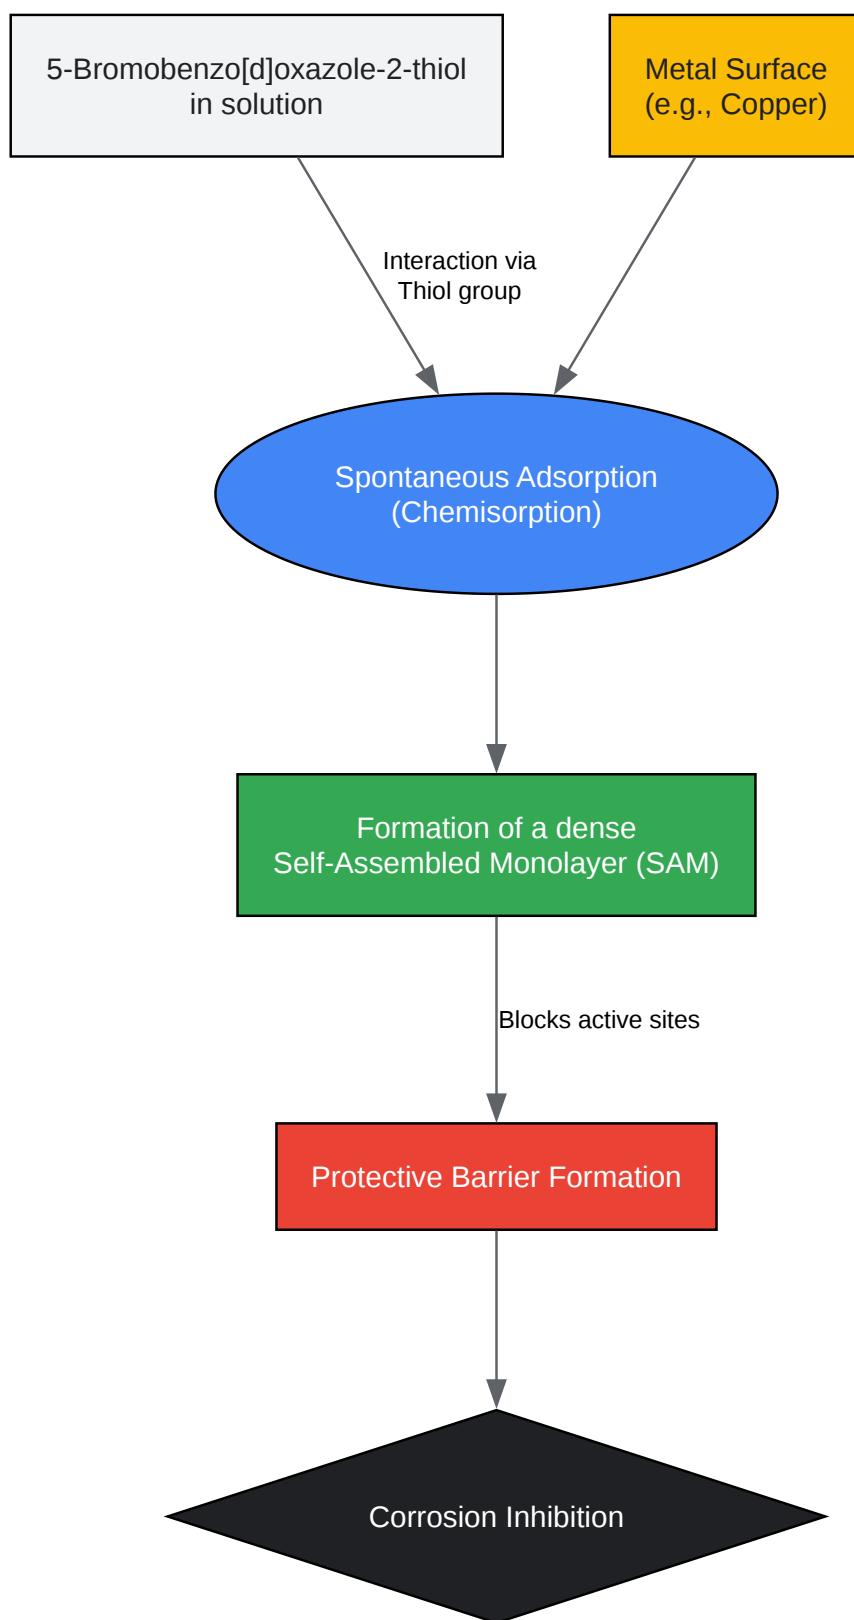 5-Bromobenzo[d]oxazole-2-thiol
in solution
Metal Surface
(e.g., Copper)
Interaction via
Thiol group
Spontaneous Adsorption
(Chemisorption)
Formation of a dense
Self-Assembled Monolayer (SAM)
Blocks active sites
Protective Barrier Formation
Corrosion Inhibition